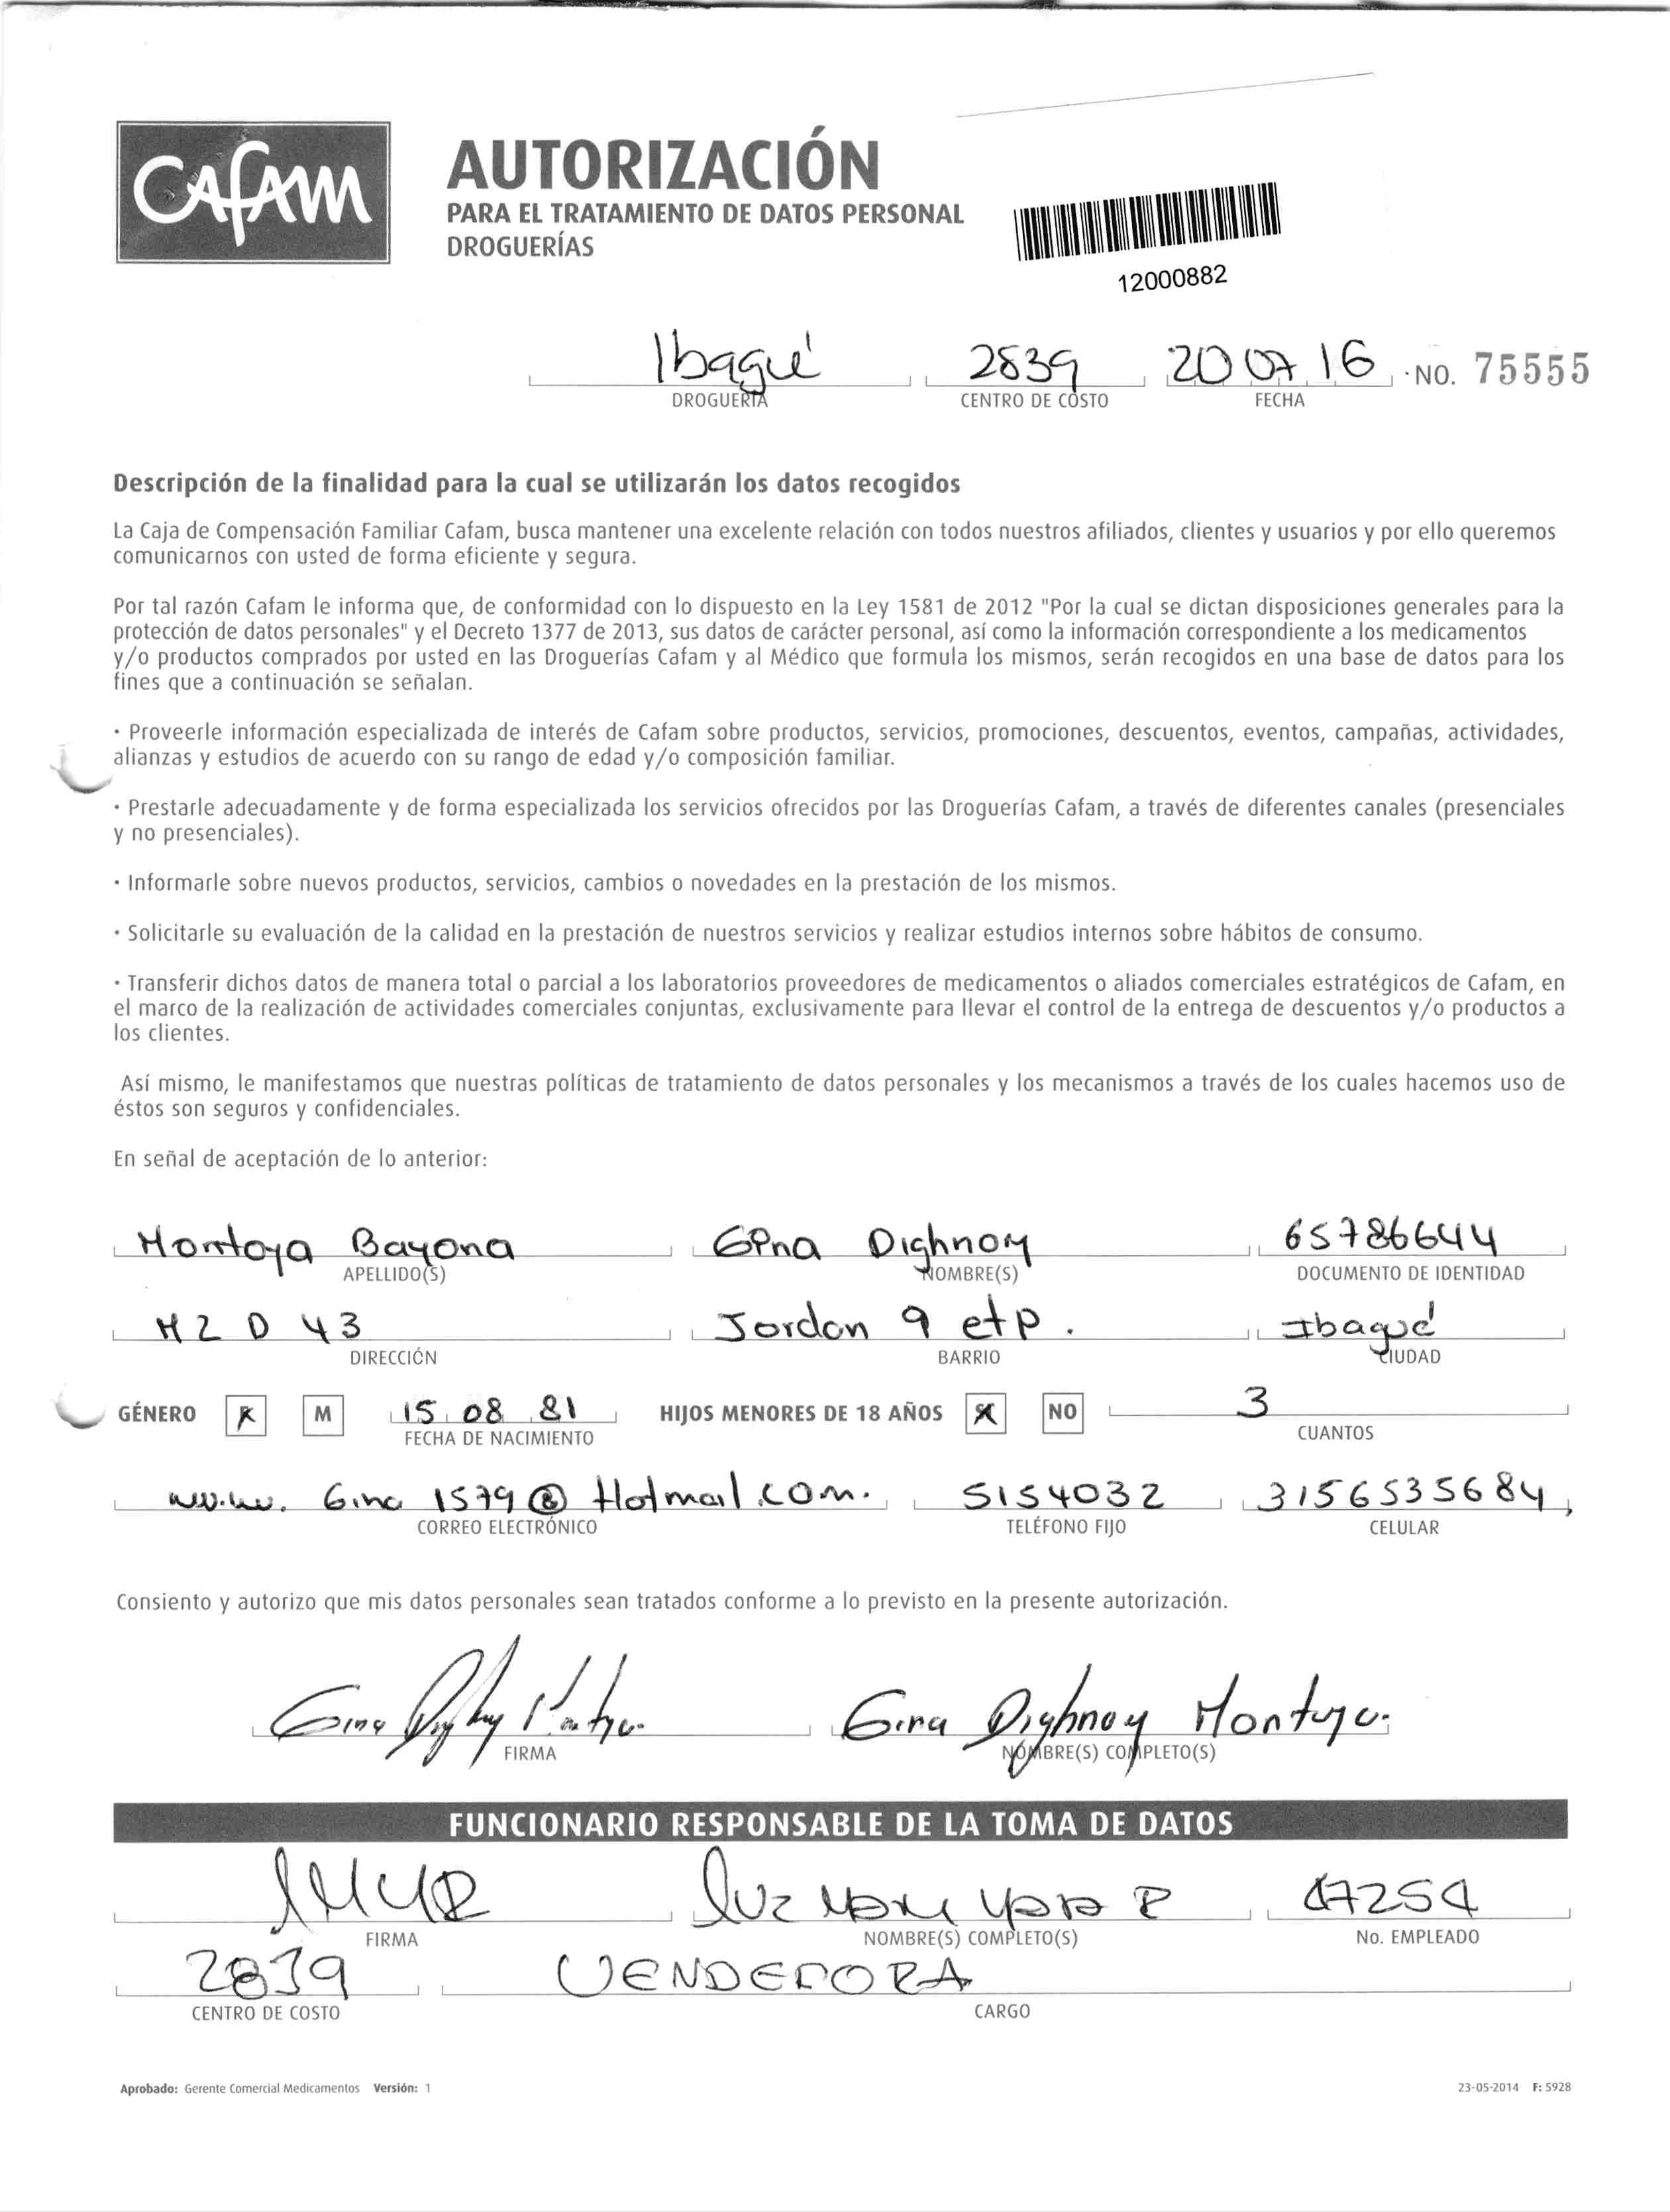 CAFAM
AUTORIZACIÓN
PARA EL TRATAMIENTO DE DATOS PERSONAL
DROGUERÍAS
12000882
Ibagué 2839 20 07 16 NO. 75555
DROGUERÍA CENTRO DE COSTO FECHA
Descripción de la finalidad para la cual se utilizarán los datos recogidos
La Caja de Compensación Familiar Cafam, busca mantener una excelente relación con todos nuestros afiliados, clientes y usuarios y por ello queremos
comunicarnos con usted de forma eficiente y segura.
Por tal razón Cafam le informa que, de conformidad con lo dispuesto en la Ley 1581 de 2012 "Por la cual se dictan disposiciones generales para la
protección de datos personales" y el Decreto 1377 de 2013, sus datos de carácter personal, así como la información correspondiente a los medicamentos
y/o productos comprados por usted en las Droguerías Cafam y al Médico que formula los mismos, serán recogidos en una base de datos para los
fines que a continuación se señalan.
· Proveerle información especializada de interés de Cafam sobre productos, servicios, promociones, descuentos, eventos, campañas, actividades,
alianzas y estudios de acuerdo con su rango de edad y/o composición familiar.
· Prestarle adecuadamente y de forma especializada los servicios ofrecidos por las Droguerías Cafam, a través de diferentes canales (presenciales
y no presenciales).
· Informarle sobre nuevos productos, servicios, cambios o novedades en la prestación de los mismos.
· Solicitarle su evaluación de la calidad en la prestación de nuestros servicios y realizar estudios internos sobre hábitos de consumo.
· Transferir dichos datos de manera total o parcial a los laboratorios proveedores de medicamentos o aliados comerciales estratégicos de Cafam, en
el marco de la realización de actividades comerciales conjuntas, exclusivamente para llevar el control de la entrega de descuentos y/o productos a
los clientes.
Así mismo, le manifestamos que nuestras políticas de tratamiento de datos personales y los mecanismos a través de los cuales hacemos uso de
éstos son seguros y confidenciales.
En señal de aceptación de lo anterior:
Montoya Bayona Gina Dighnoy 65786644
APELLIDO(S) NOMBRE(S) DOCUMENTO DE IDENTIDAD
MZ D 43 Jordan 9 etp. Ibagué
DIRECCIÓN BARRIO CIUDAD
GÉNERO F M 15 08 81 HIJOS MENORES DE 18 AÑOS SI NO 3
FECHA DE NACIMIENTO CUANTOS
www. Gina 1579@Hotmail.com. 5154032 3156535684
CORREO ELECTRÓNICO TELÉFONO FIJO CELULAR
Consiento y autorizo que mis datos personales sean tratados conforme a lo previsto en la presente autorización.
Gina Dighnoy Montoya.
FIRMA NOMBRE(S) COMPLETO(S)
FUNCIONARIO RESPONSABLE DE LA TOMA DE DATOS
Luz R 17254
FIRMA NOMBRE(S) COMPLETO(S) No. EMPLEADO
2839 VENDEDORA
CENTRO DE COSTO CARGO
Aprobado: Gerente Comercial Medicamentos Versión: 1 23-05-2014 F: 5928